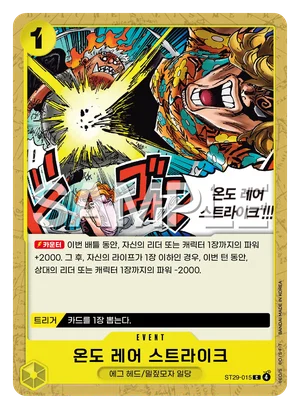 1
온도 레어
스트라이크!!!
SAMPLE
카운터 이번 배틀 동안, 자신의 리더 또는 캐릭터 1장까지의 파워
+2000. 그 후, 자신의 라이프가 1장 이하인 경우, 이번 턴 동안,
상대의 리더 또는 캐릭터 1장까지의 파워 -2000.
트리거 카드를 1장 뽑는다.
EVENT
온도 레어 스트라이크
에그 헤드/밀짚모자 일당
ST29-015 C